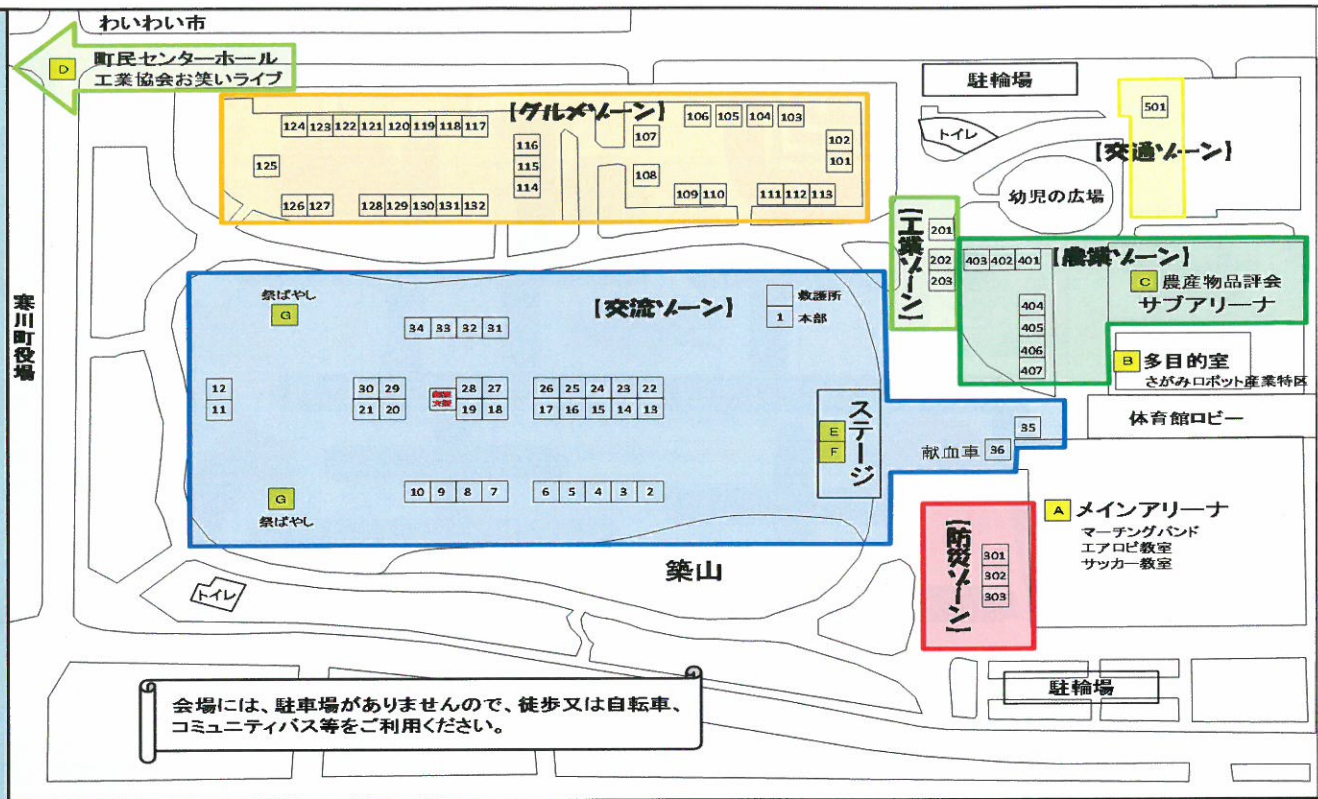 わいわい市
D 町民センターホール
工業協会お笑いライブ
駐輪場
トイレ
501
【交通ゾーン】
幼児の広場
【グルメゾーン】
124 123 122 121 120 119 118 117
116
115
114
125
126 127
128 129 130 131 132
107
108
106 105 104 103
102
101
109 110
111 112 113
【工業ゾーン】
201
202
203
403 402 401
【農業ゾーン】
C 農産物品評会
サブアリーナ
404
405
406
407
B 多目的室
さがみロボット産業特区
体育館ロビー
寒川町役場
祭ばやし
G
【交流ゾーン】
救護所
1 本部
34 33 32 31
12
11
30 29
21 20
28 27
19 18
26 25 24 23 22
17 16 15 14 13
ステージ
E
F
35
献血車 36
10 9 8 7
6 5 4 3 2
G
祭ばやし
A メインアリーナ
マーチングバンド
エアロビ教室
サッカー教室
【防災ゾーン】
301
302
303
築山
トイレ
駐輪場
会場には、駐車場がありませんので、徒歩又は自転車、
コミュニティバス等をご利用ください。